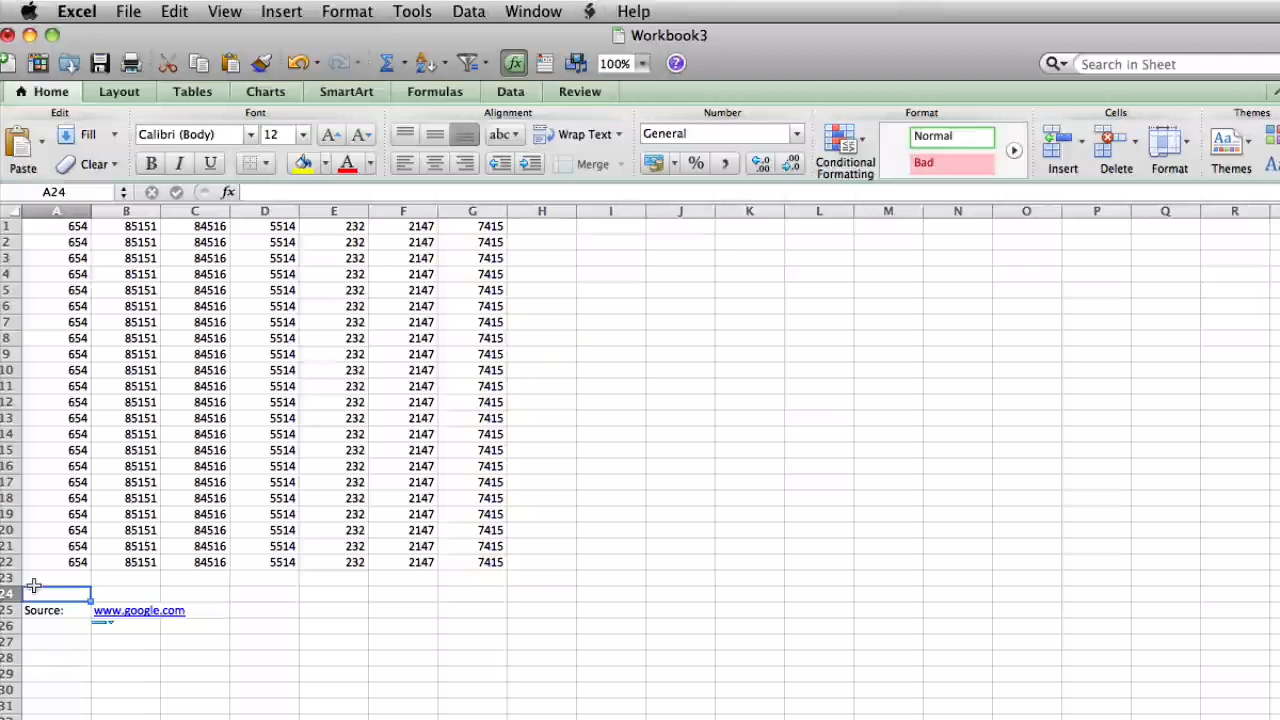 Excel File Edit View Insert Format Tools Data Window Help
Workbook3
100% Search in Sheet
Home Layout Tables Charts SmartArt Formulas Data Review
Edit Font Alignment Number Format Cells Themes
Fill Calibri (Body) 12 abc Wrap Text General Normal
Paste Clear B I U A Merge % Conditional Formatting Bad Insert Delete Format Themes
A24 fx
A B C D E F G H I J K L M N O P Q R
1 654 85151 84516 5514 232 2147 7415
2 654 85151 84516 5514 232 2147 7415
3 654 85151 84516 5514 232 2147 7415
4 654 85151 84516 5514 232 2147 7415
5 654 85151 84516 5514 232 2147 7415
6 654 85151 84516 5514 232 2147 7415
7 654 85151 84516 5514 232 2147 7415
8 654 85151 84516 5514 232 2147 7415
9 654 85151 84516 5514 232 2147 7415
10 654 85151 84516 5514 232 2147 7415
11 654 85151 84516 5514 232 2147 7415
12 654 85151 84516 5514 232 2147 7415
13 654 85151 84516 5514 232 2147 7415
14 654 85151 84516 5514 232 2147 7415
15 654 85151 84516 5514 232 2147 7415
16 654 85151 84516 5514 232 2147 7415
17 654 85151 84516 5514 232 2147 7415
18 654 85151 84516 5514 232 2147 7415
19 654 85151 84516 5514 232 2147 7415
20 654 85151 84516 5514 232 2147 7415
21 654 85151 84516 5514 232 2147 7415
22 654 85151 84516 5514 232 2147 7415
23
24
25 Source: www.google.com
26
27
28
29
30
31